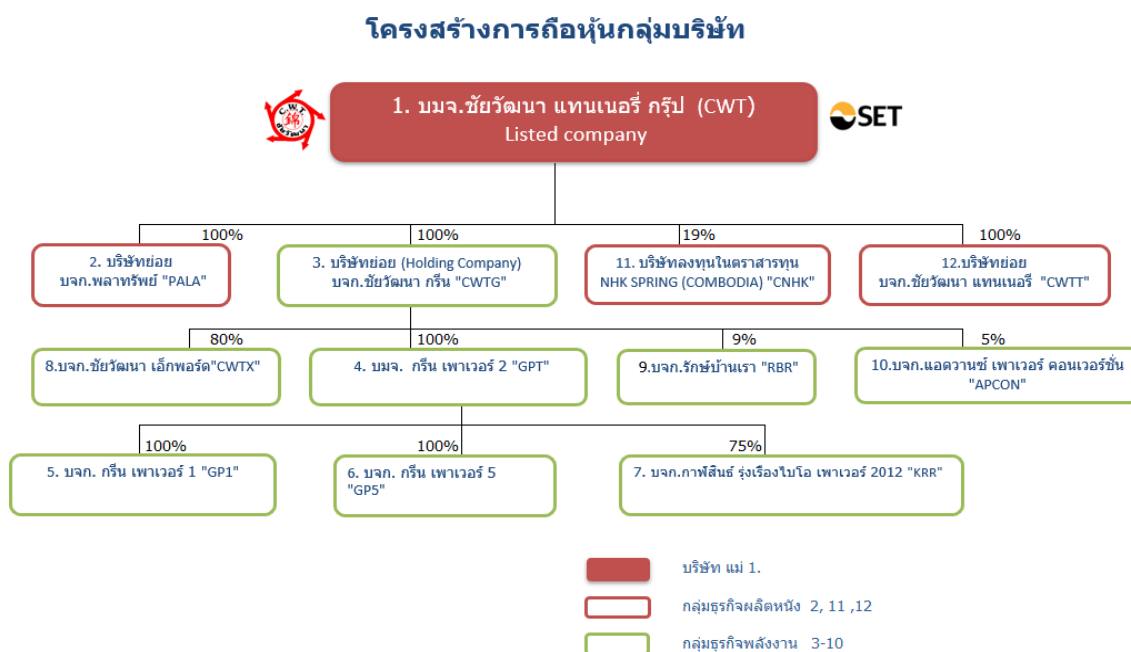 โครงสร้างการถือหุ้นกลุ่มบริษัท
1. บมจ.ชัยวัฒนา แทนเนอรี่ กรุ๊ป (CWT)
Listed company
C.W.T.
SET
100%
100%
19%
100%
2. บริษัทย่อย
บจก.พลาทรัพย์ "PALA"
3. บริษัทย่อย (Holding Company)
บจก.ชัยวัฒนา กรีน "CWTG"
11. บริษัทลงทุนในตราสารทุน
NHK SPRING (COMBODIA) "CNHK"
12.บริษัทย่อย
บจก.ชัยวัฒนา แทนเนอรี่ "CWTT"
80%
100%
9%
5%
8.บจก.ชัยวัฒนา เอ็กพอร์ต"CWTX"
4. บมจ. กรีน เพาเวอร์ 2 "GPT"
9.บจก.รักษ์บ้านเรา "RBR"
10.บจก.แอดวานซ์ เพาเวอร์ คอนเวอร์ชั่น
"APCON"
100%
100%
75%
5. บจก. กรีน เพาเวอร์ 1 "GP1"
6. บจก. กรีน เพาเวอร์ 5
"GP5"
7. บจก.กาฬสินธุ์ รุ่งเรืองไบโอ เพาเวอร์ 2012 "KRR"
บริษัท แม่ 1.
กลุ่มธุรกิจผลิตหนัง 2, 11 ,12
กลุ่มธุรกิจพลังงาน 3-10